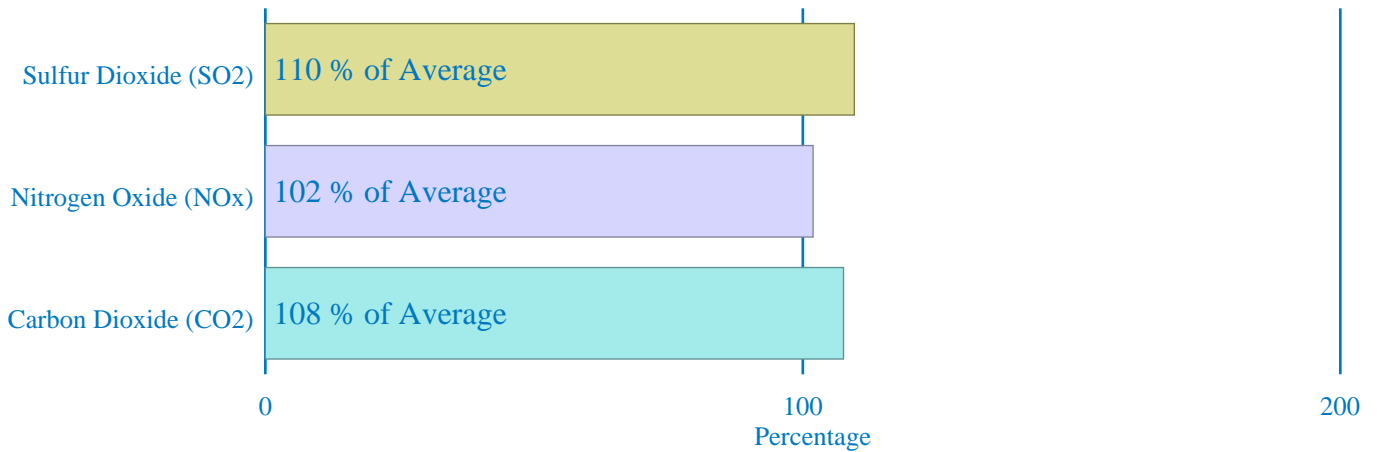 Sulfur Dioxide (SO2)
110 % of Average
Nitrogen Oxide (NOx)
102 % of Average
Carbon Dioxide (CO2)
108 % of Average
0 100 200
Percentage